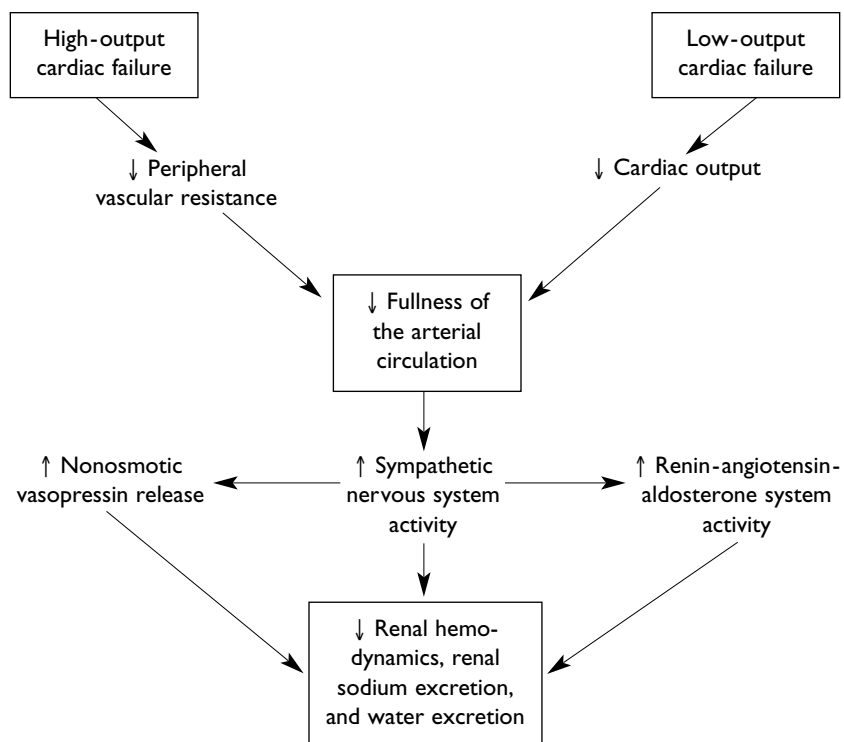 High-output
cardiac failure
Low-output
cardiac failure
↓ Peripheral
vascular resistance
↓ Cardiac output
↓ Fullness of
the arterial
circulation
↑ Nonosmotic
vasopressin release
↑ Sympathetic
nervous system
activity
↑ Renin-angiotensin-
aldosterone system
activity
↓ Renal hemo-
dynamics, renal
sodium excretion,
and water excretion